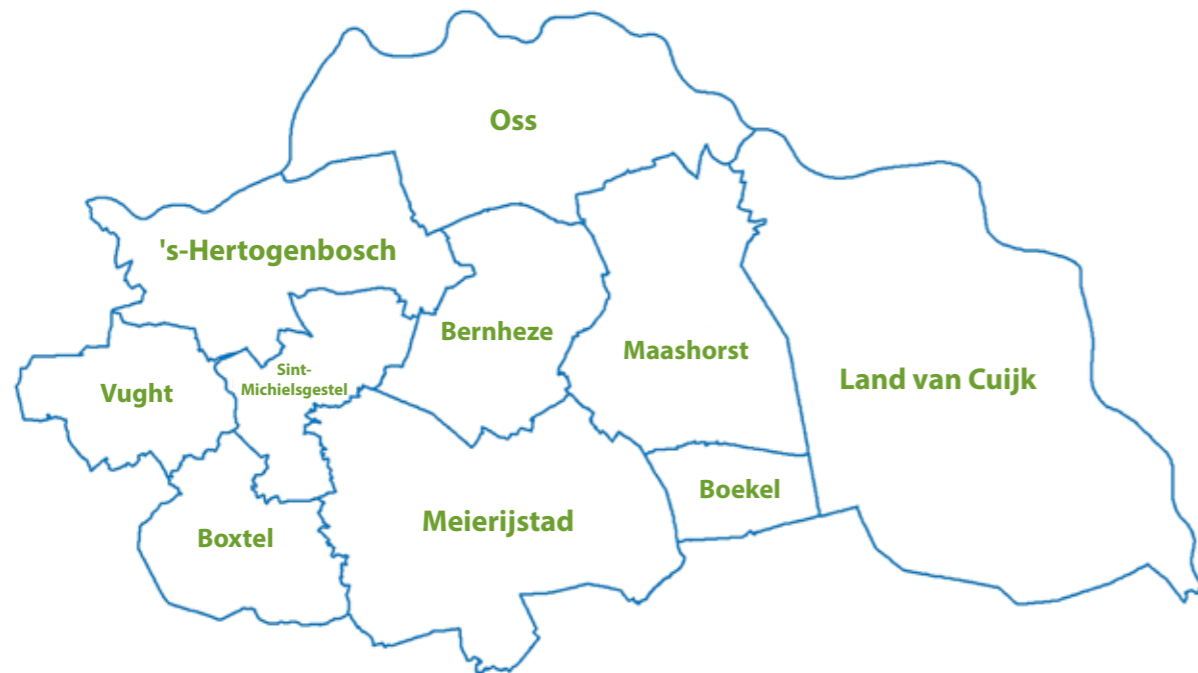 Oss
's-Hertogenbosch
Bernheze
Maashorst
Sint-
Michielsgestel
Vught
Land van Cuijk
Boekel
Meierijstad
Boxtel